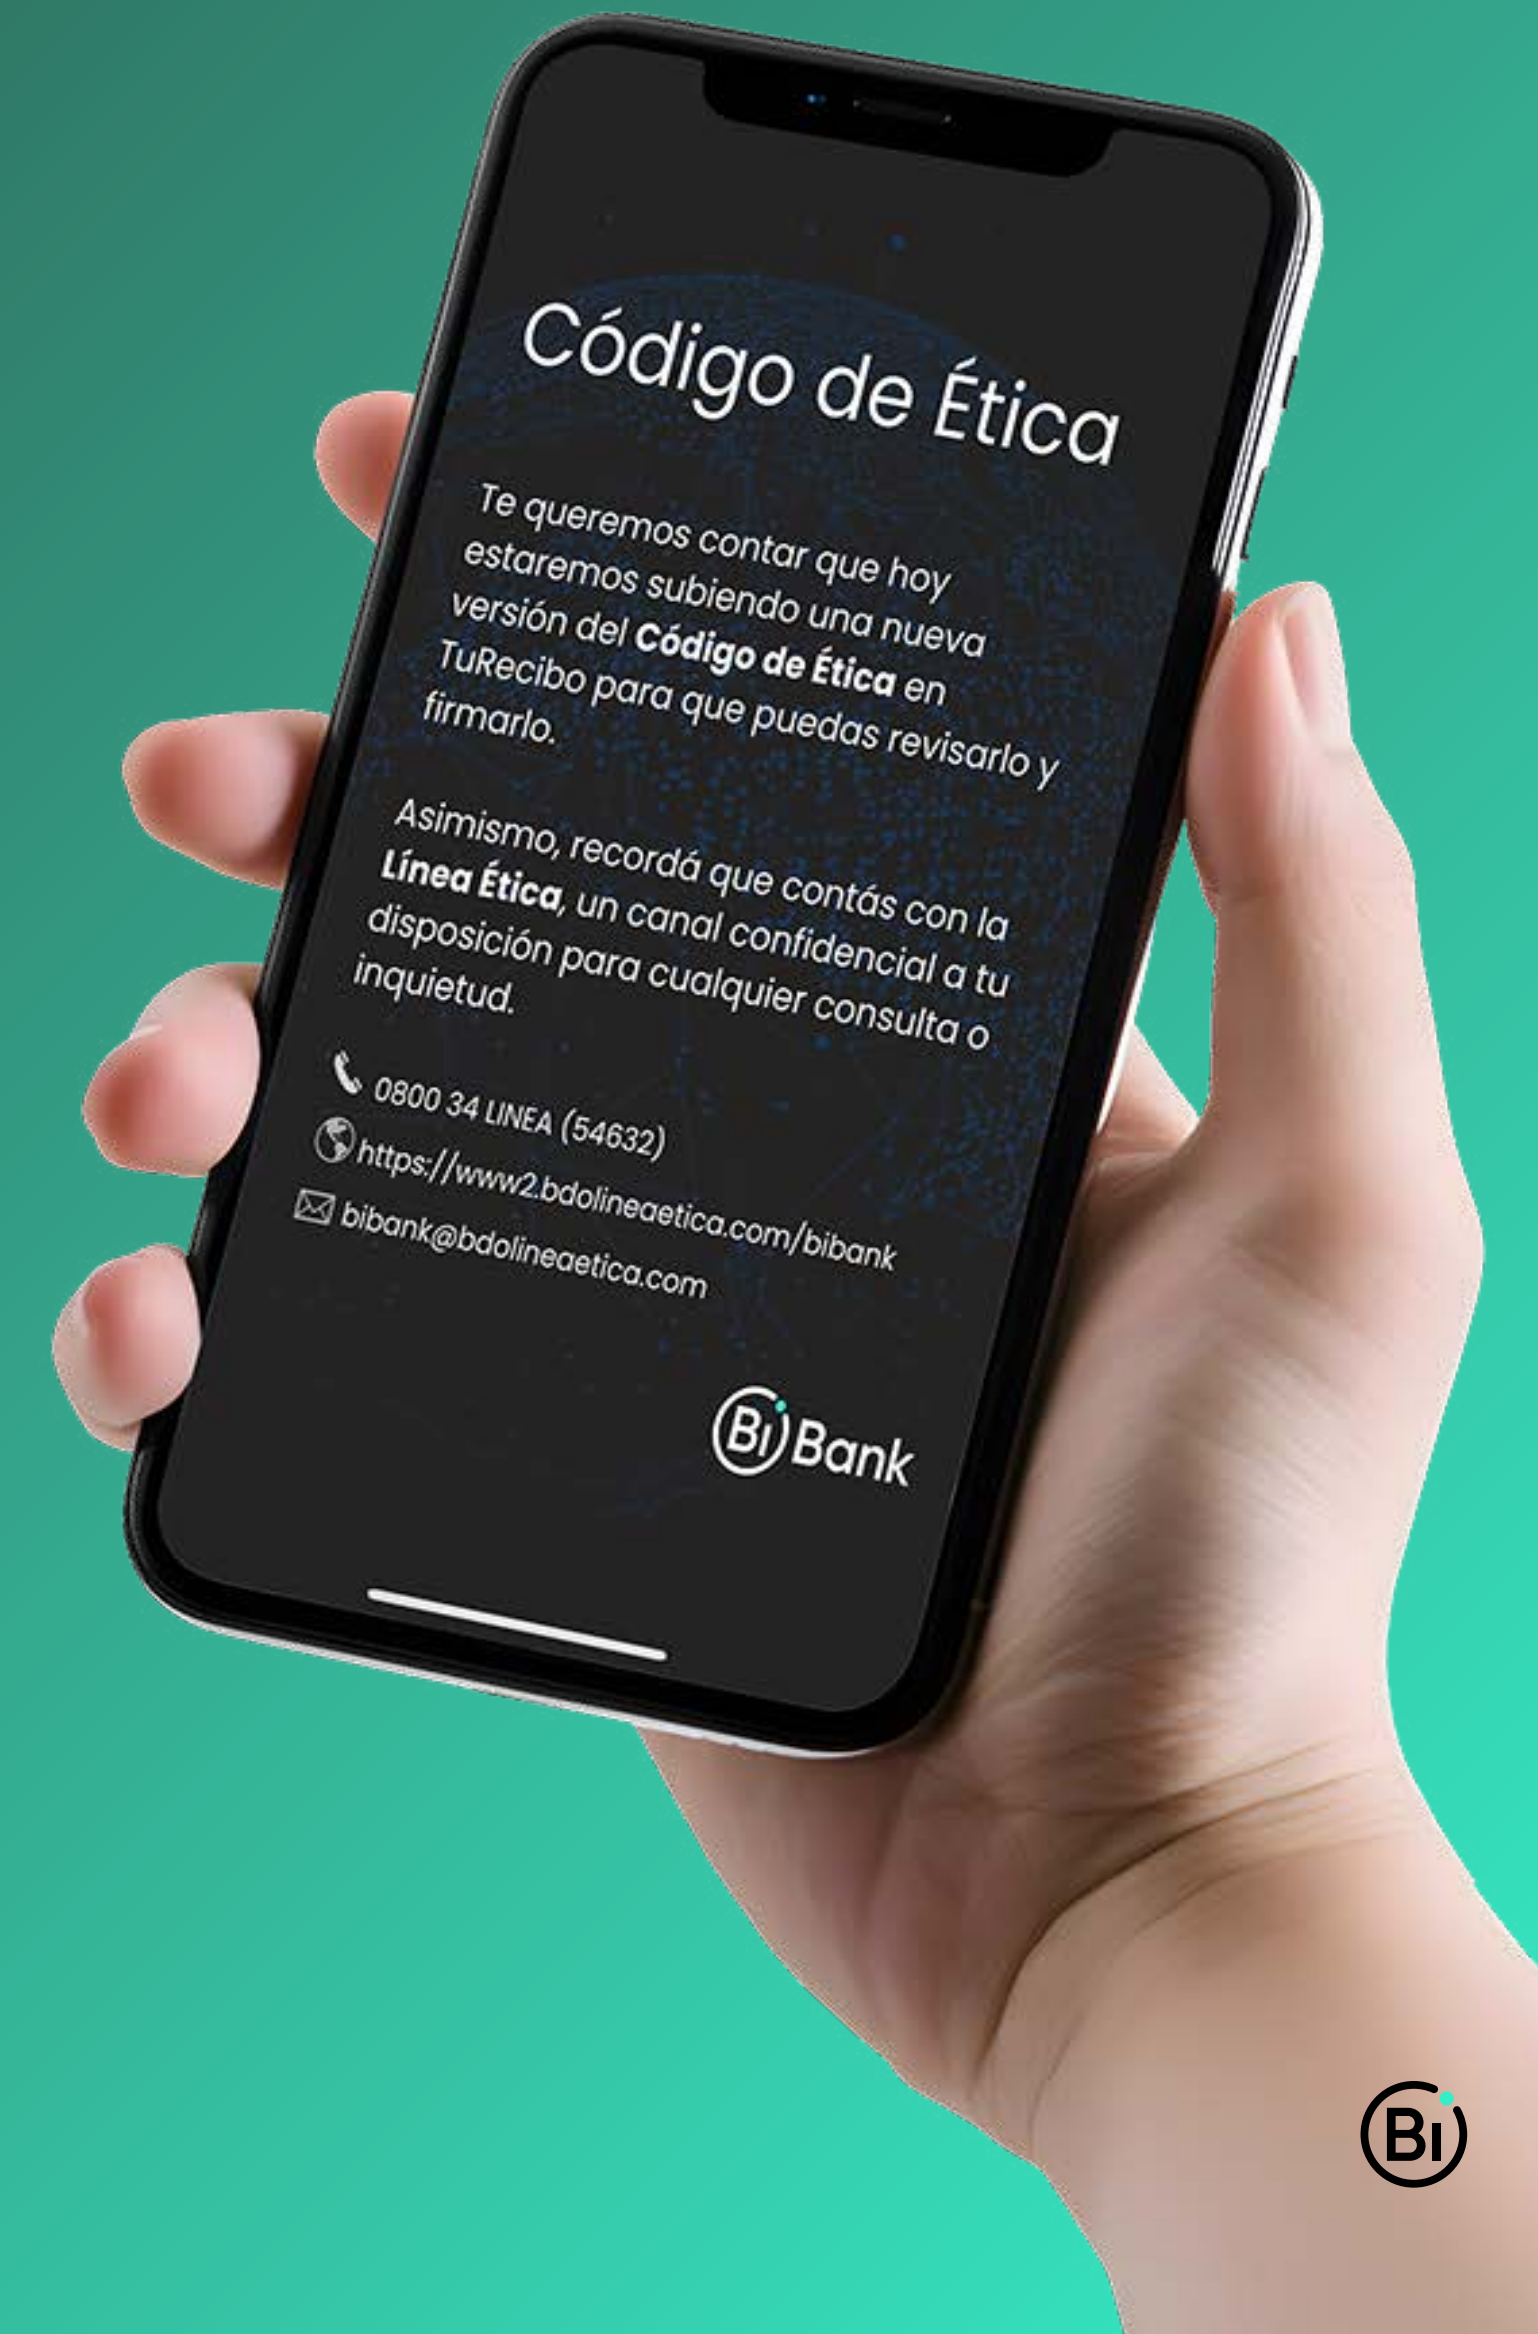 Código de Ética
Te queremos contar que hoy
estaremos subiendo una nueva
versión del Código de Ética en
TuRecibo para que puedas revisarlo y
firmarlo.
Asimismo, recordá que contás con la
Línea Ética, un canal confidencial a tu
disposición para cualquier consulta o
inquietud.
0800 34 LINEA (54632)
https://www2.bdolineaetica.com/bibank
bibank@bdolineaetica.com
Bi Bank
Bi